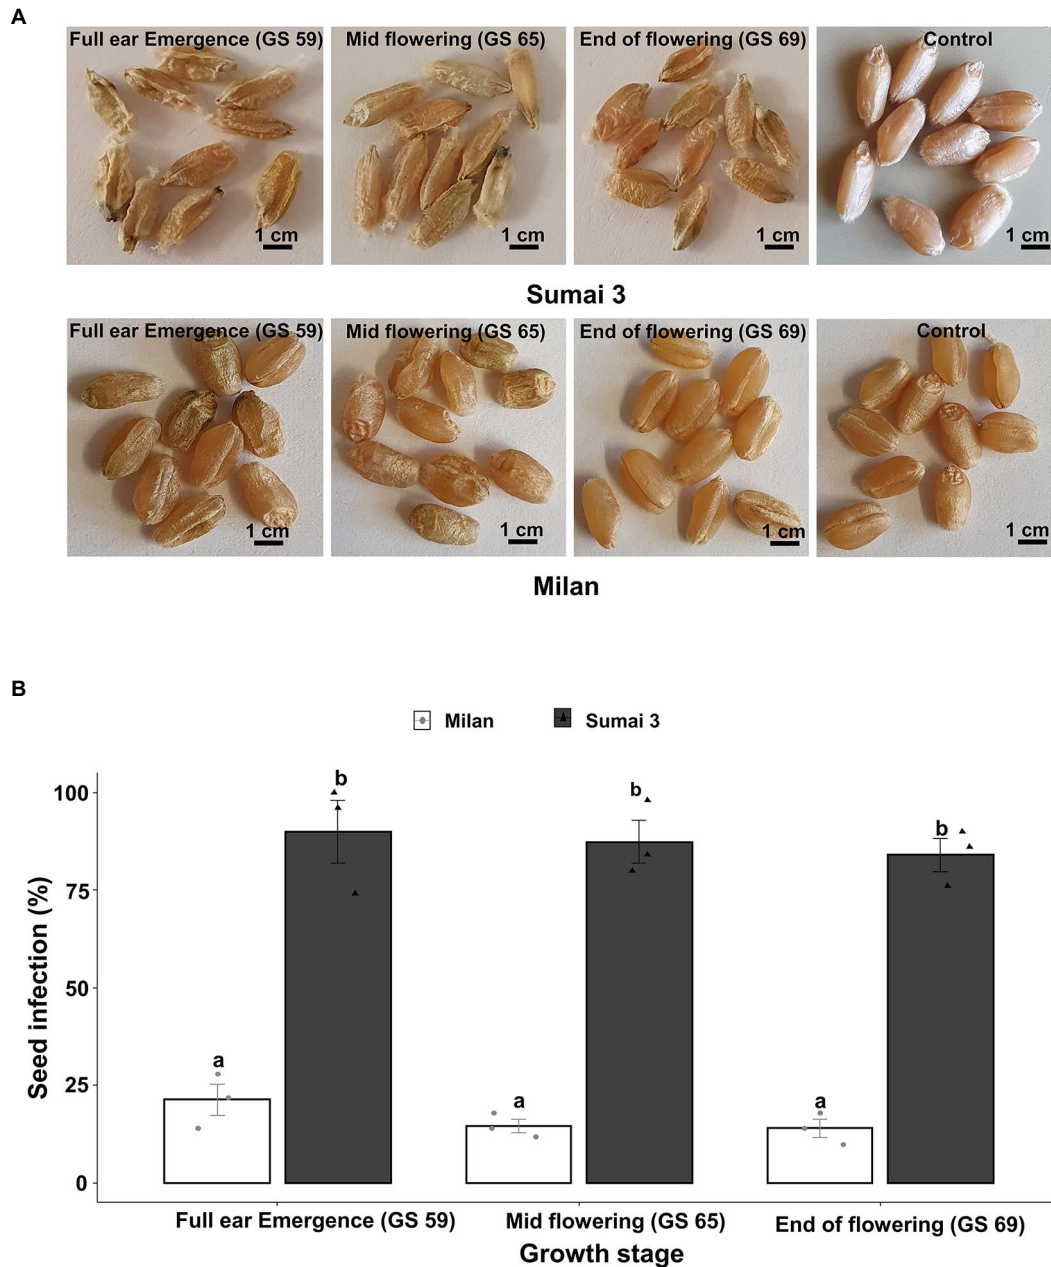 A
Full ear Emergence (GS 59) Mid flowering (GS 65) End of flowering (GS 69) Control
1 cm 1 cm 1 cm 1 cm
Sumai 3
Full ear Emergence (GS 59) Mid flowering (GS 65) End of flowering (GS 69) Control
1 cm 1 cm 1 cm 1 cm
Milan
B
Milan Sumai 3
100
75
50
25
0
Seed infection (%)
a b a b a b
Full ear Emergence (GS 59) Mid flowering (GS 65) End of flowering (GS 69)
Growth stage